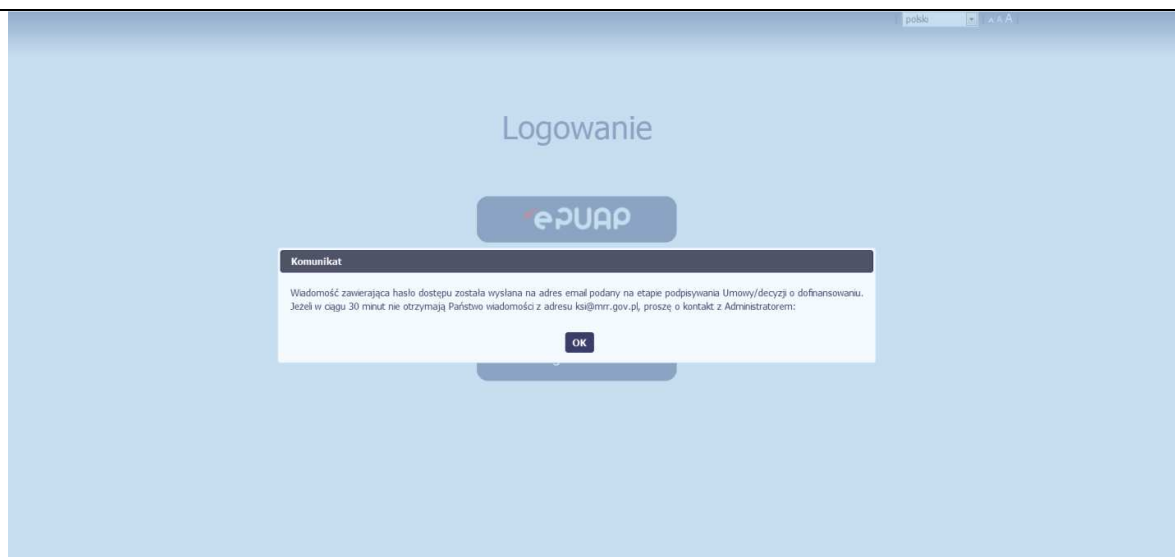 polski
A A A
Logowanie
ePUAP
Komunikat
Wiadomość zawierająca hasło dostępu została wysłana na adres email podany na etapie podpisywania Umowy/decyzji o dofinansowaniu.
Jeżeli w ciągu 30 minut nie otrzymają Państwo wiadomości z adresu ksi@mrr.gov.pl, proszę o kontakt z Administratorem:
OK